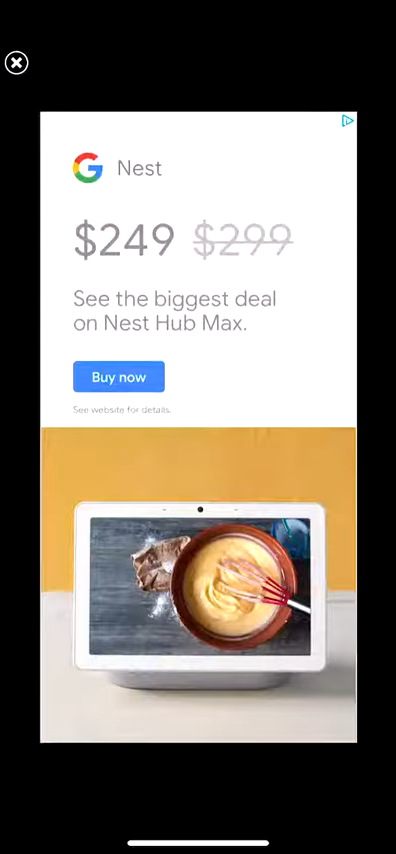 Nest
$249 $299
See the biggest deal
on Nest Hub Max.
Buy now
See website for details.